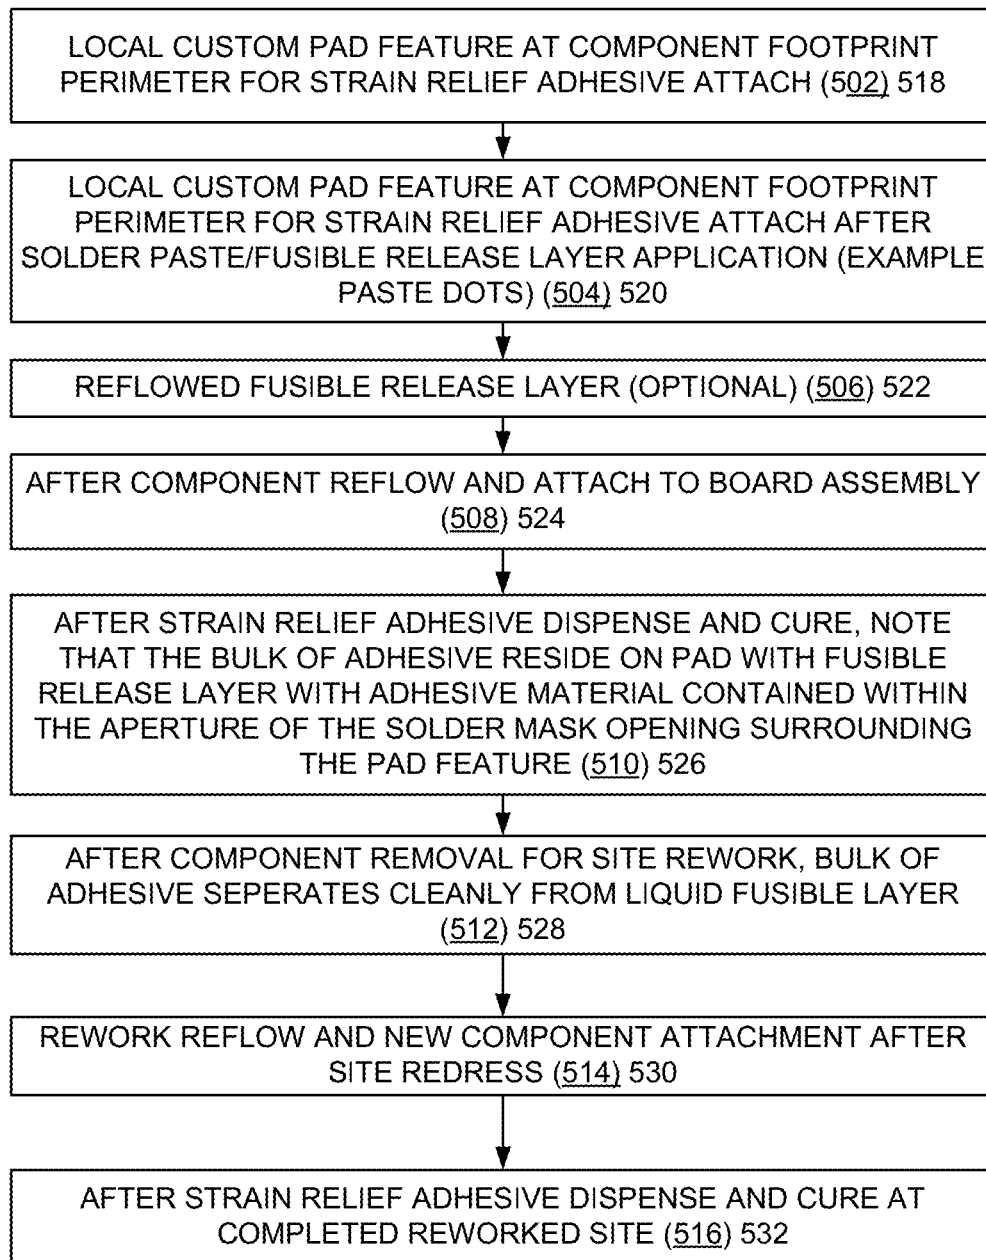 LOCAL CUSTOM PAD FEATURE AT COMPONENT FOOTPRINT
PERIMETER FOR STRAIN RELIEF ADHESIVE ATTACH (502) 518
LOCAL CUSTOM PAD FEATURE AT COMPONENT FOOTPRINT
PERIMETER FOR STRAIN RELIEF ADHESIVE ATTACH AFTER
SOLDER PASTE/FUSIBLE RELEASE LAYER APPLICATION (EXAMPLE
PASTE DOTS) (504) 520
REFLOWED FUSIBLE RELEASE LAYER (OPTIONAL) (506) 522
AFTER COMPONENT REFLOW AND ATTACH TO BOARD ASSEMBLY
(508) 524
AFTER STRAIN RELIEF ADHESIVE DISPENSE AND CURE, NOTE
THAT THE BULK OF ADHESIVE RESIDE ON PAD WITH FUSIBLE
RELEASE LAYER WITH ADHESIVE MATERIAL CONTAINED WITHIN
THE APERTURE OF THE SOLDER MASK OPENING SURROUNDING
THE PAD FEATURE (510) 526
AFTER COMPONENT REMOVAL FOR SITE REWORK, BULK OF
ADHESIVE SEPERATES CLEANLY FROM LIQUID FUSIBLE LAYER
(512) 528
REWORK REFLOW AND NEW COMPONENT ATTACHMENT AFTER
SITE REDRESS (514) 530
AFTER STRAIN RELIEF ADHESIVE DISPENSE AND CURE AT
COMPLETED REWORKED SITE (516) 532